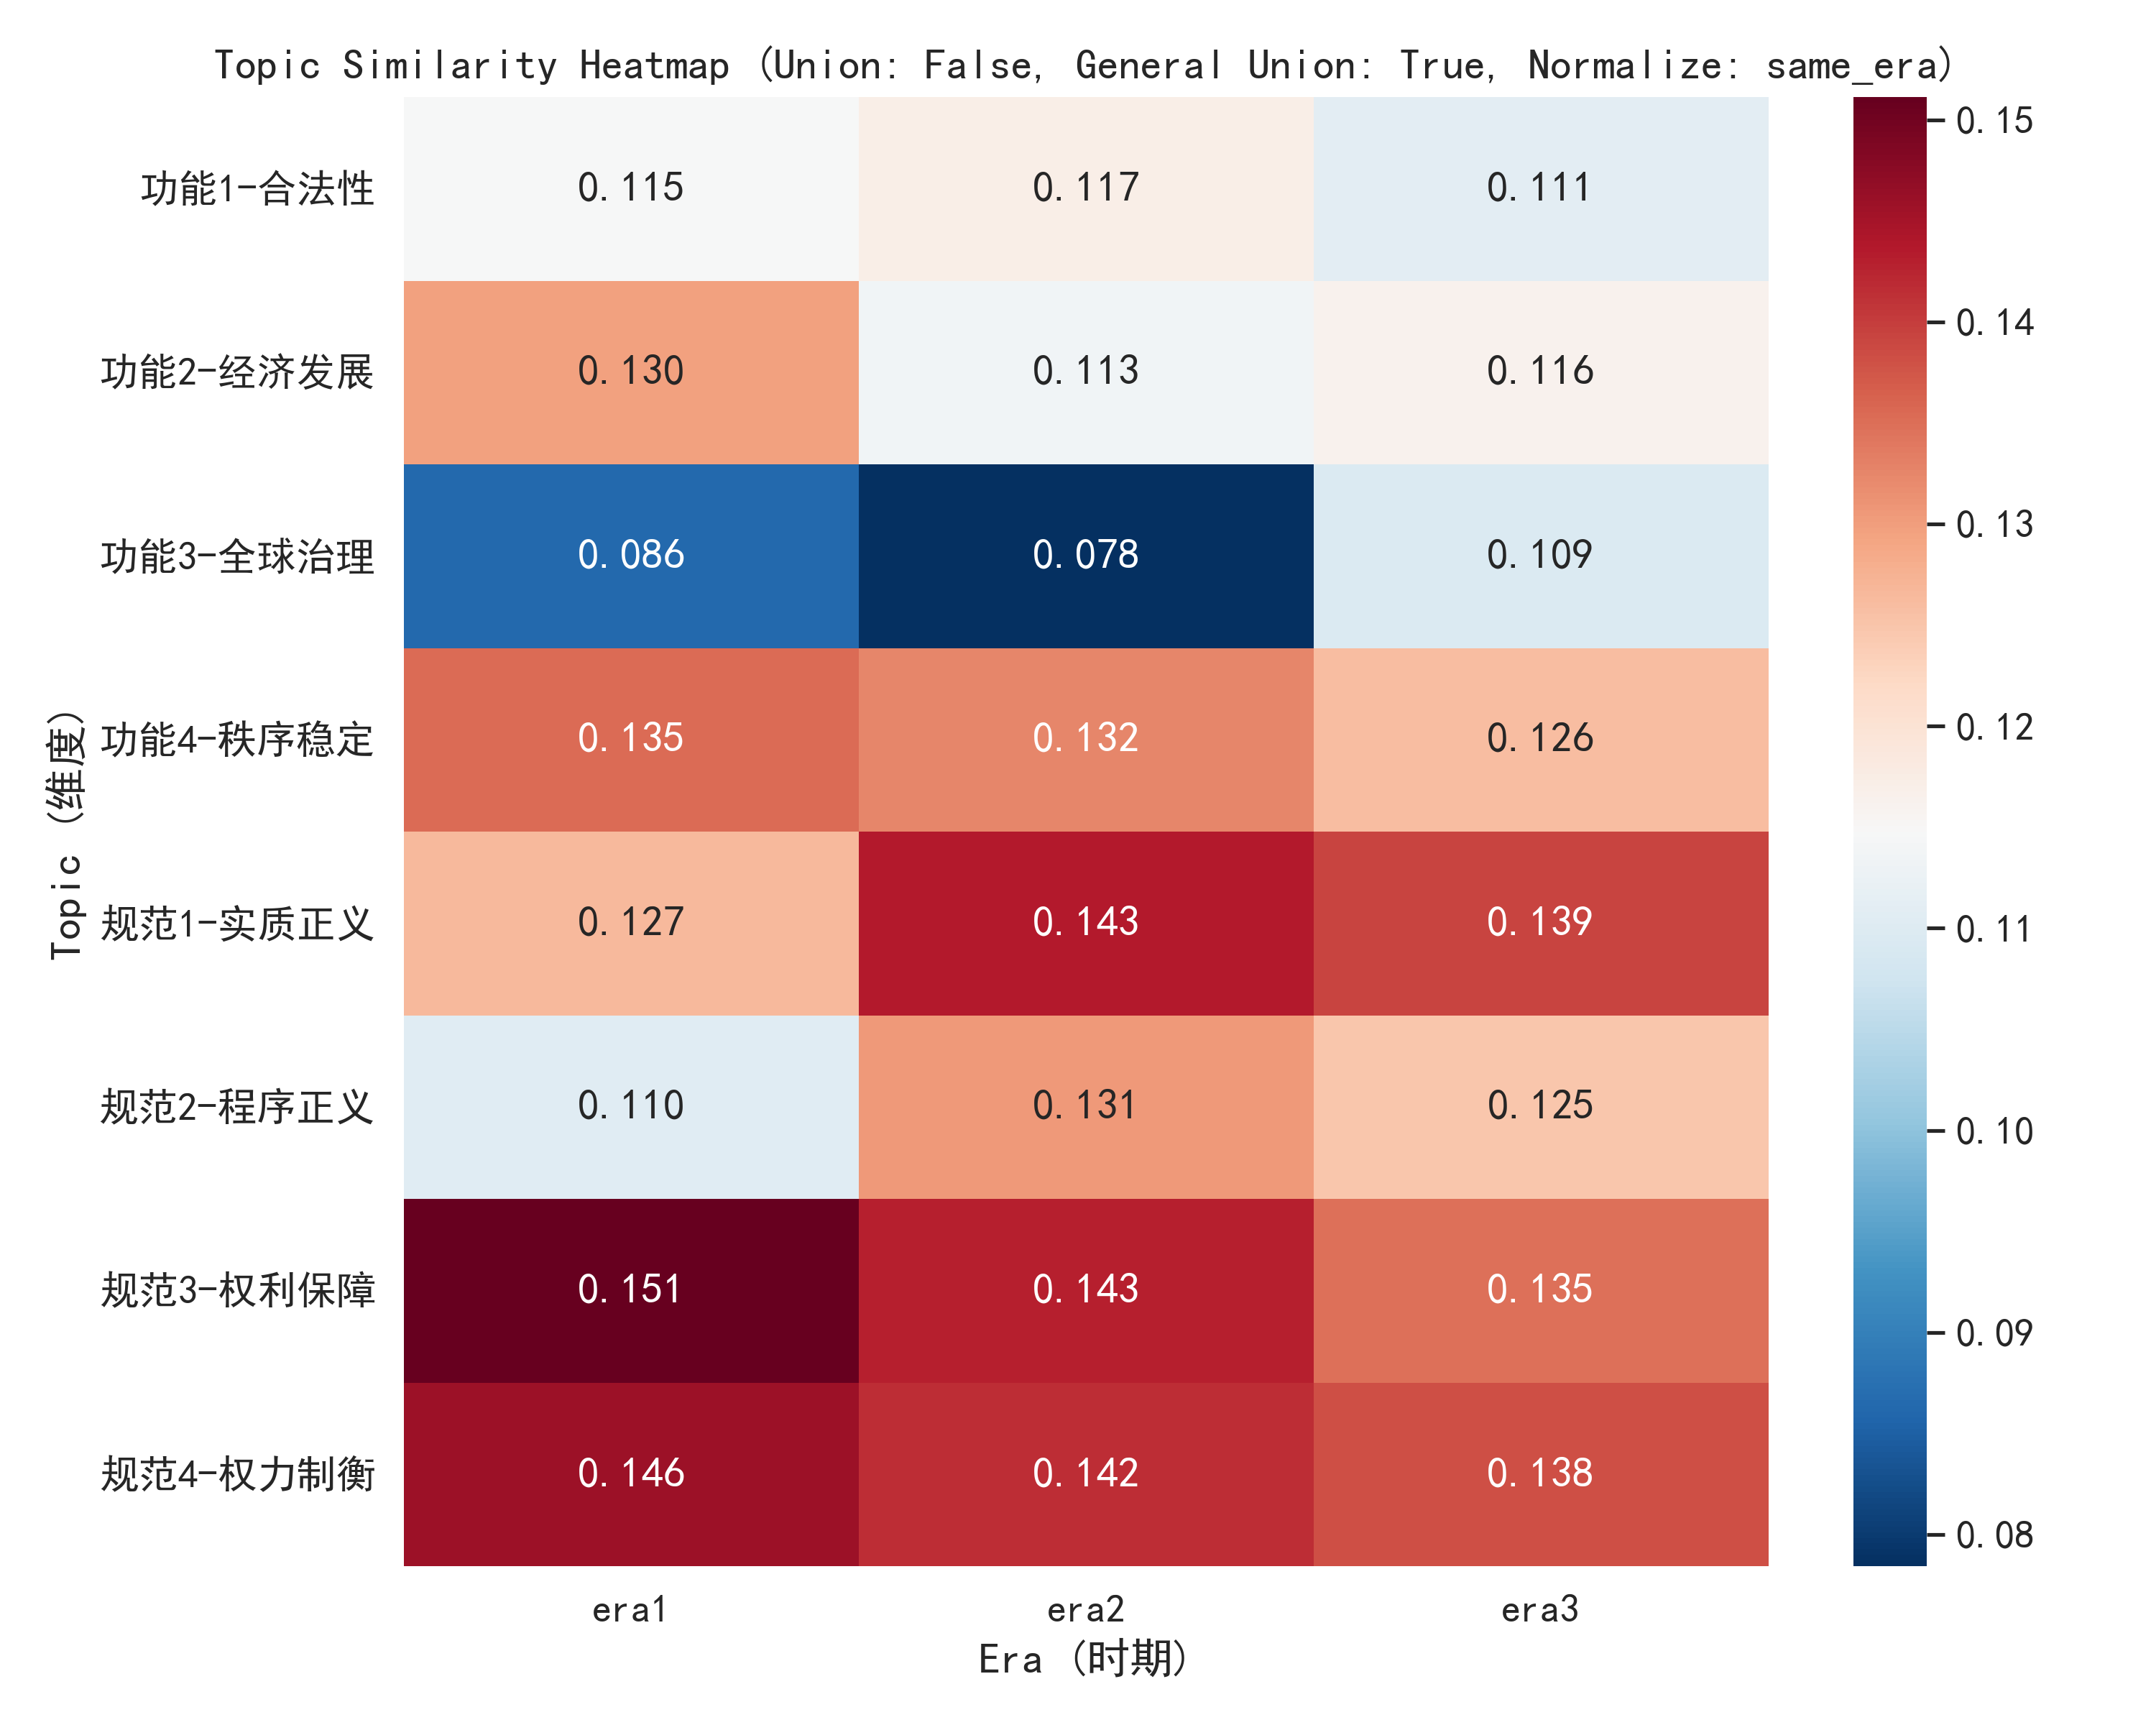 Topic Similarity Heatmap (Union: False, General Union: True, Normalize: same_era)
功能1-合法性 0.115 0.117 0.111
功能2-经济发展 0.130 0.113 0.116
功能3-全球治理 0.086 0.078 0.109
功能4-秩序稳定 0.135 0.132 0.126
规范1-实质正义 0.127 0.143 0.139
规范2-程序正义 0.110 0.131 0.125
规范3-权利保障 0.151 0.143 0.135
规范4-权力制衡 0.146 0.142 0.138
Topic (维度)
era1 era2 era3
Era (时期)
0.15
0.14
0.13
0.12
0.11
0.10
0.09
0.08